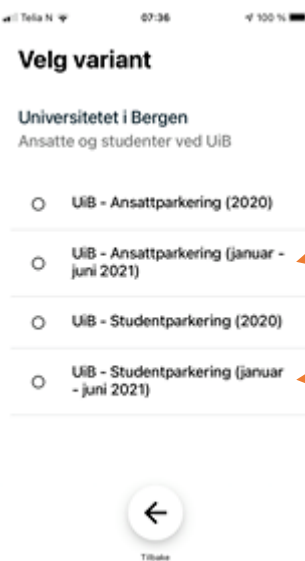 Telia N 07:36 100 %
Velg variant
Universitetet i Bergen
Ansatte og studenter ved UiB
UiB - Ansattparkering (2020)
UiB - Ansattparkering (januar -
juni 2021)
UiB - Studentparkering (2020)
UiB - Studentparkering (januar
- juni 2021)
Tilbake